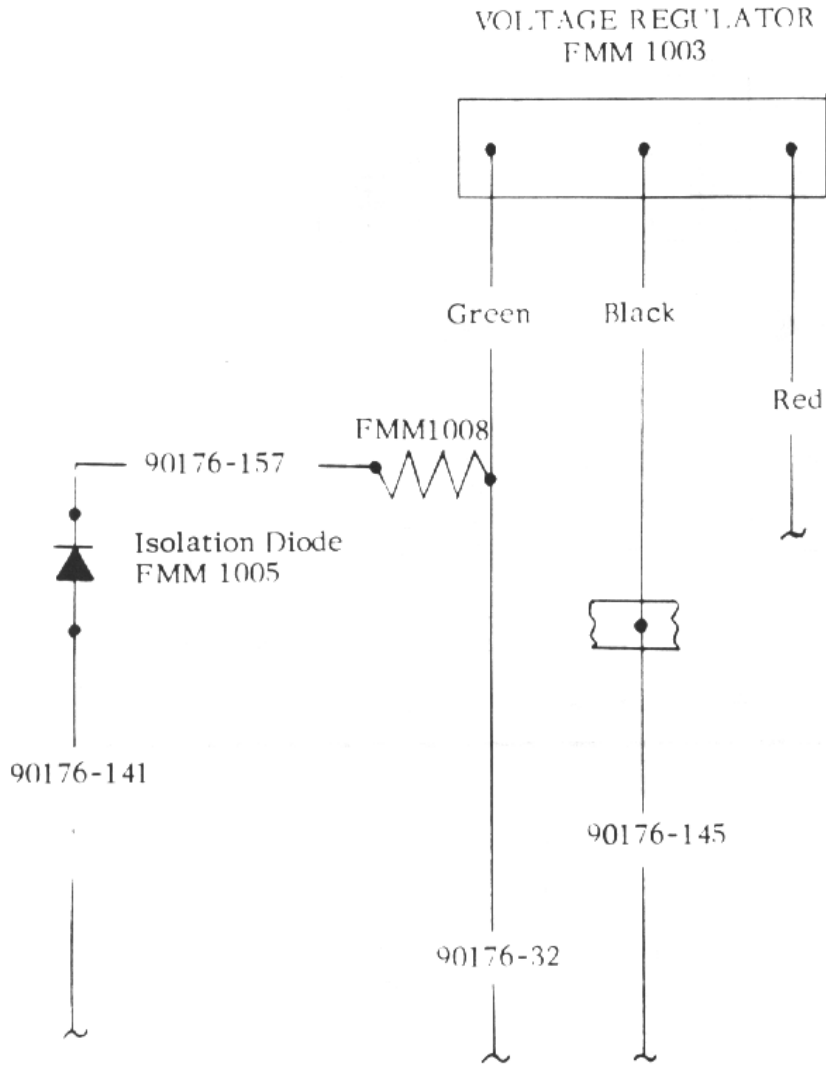 VOLTAGE REGULATOR
FMM 1003
Green
Black
Red
FMM1008
90176-157
Isolation Diode
FMM 1005
90176-141
90176-145
90176-32